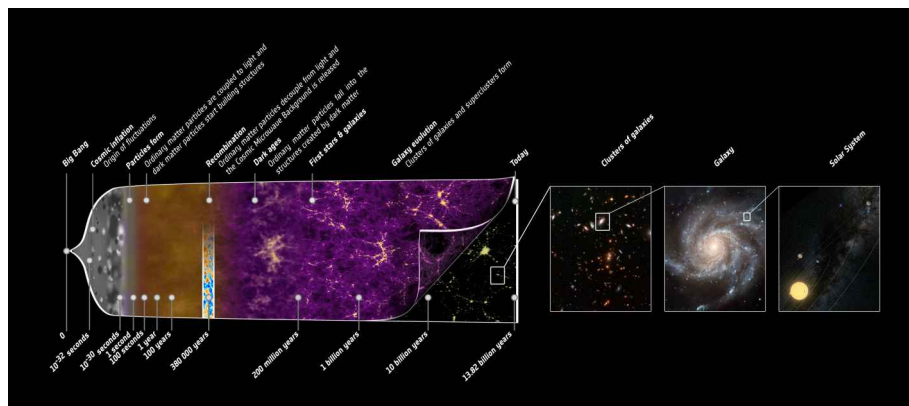 Big Bang
Cosmic inflation
Origin of fluctuations
Particles form
Ordinary matter particles are coupled to light and
dark matter particles start building structures
Recombination
Ordinary matter particles decouple from light and
the Cosmic Microwave Background is released
Dark ages
Ordinary matter particles fall into the
structures created by dark matter
First stars & galaxies
Galaxy evolution
Clusters of galaxies and superclusters form
Today
Clusters of galaxies
Galaxy
Solar System
0
10⁻³² seconds
10⁻³⁰ seconds
1 second
100 seconds
1 year
100 years
380 000 years
200 million years
1 billion years
10 billion years
13.82 billion years